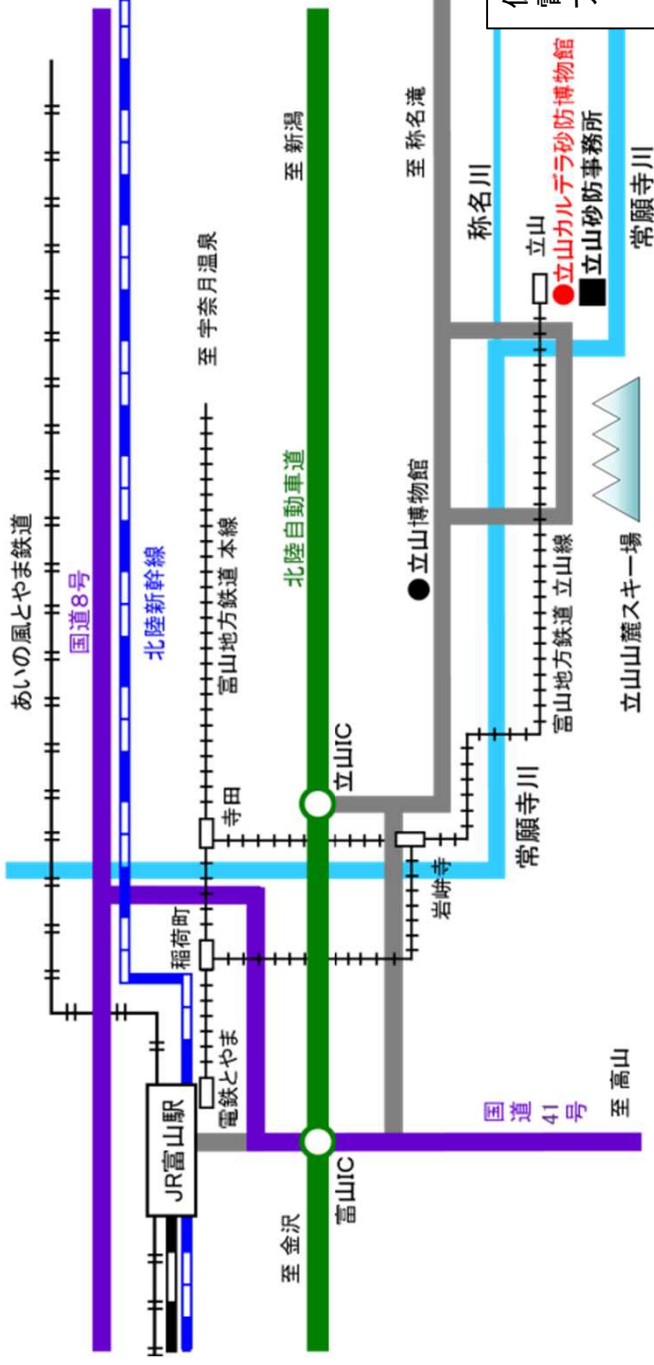 あいの風とやま鉄道
国道8号
北陸新幹線
JR富山駅
稲荷町
至 宇奈月温泉
富山地方鉄道 本線
寺田
電鉄とやま
至 新潟
北陸自動車道
立山IC
富山IC
至 金沢
至 称名滝
立山博物館
岩峅寺
称名川
立山
立山カルデラ砂防博物館
立山砂防事務所
常願寺川
富山地方鉄道 立山線
常願寺川
立山山麓スキー場
国道
41
号
至 高山